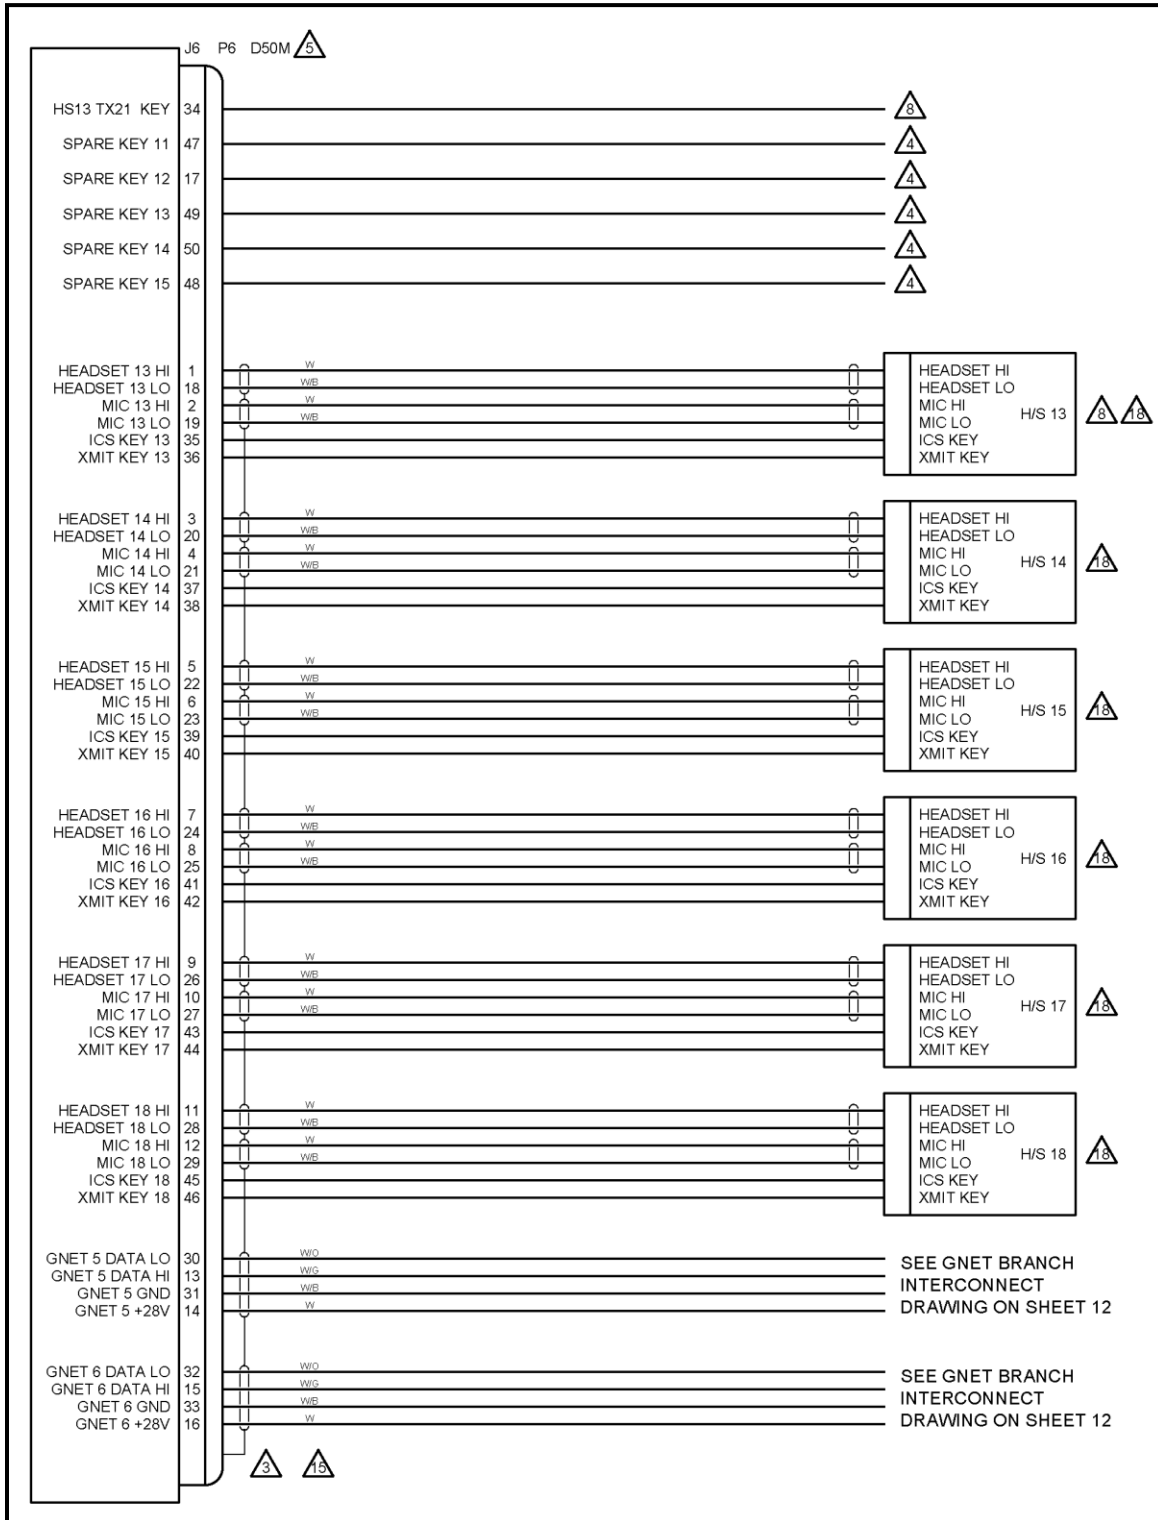 J6 P6 D50M 5
HS13 TX21 KEY 34 8
SPARE KEY 11 47 4
SPARE KEY 12 17 4
SPARE KEY 13 49 4
SPARE KEY 14 50 4
SPARE KEY 15 48 4
HEADSET 13 HI 1 W HEADSET HI
HEADSET 13 LO 18 W/B HEADSET LO
MIC 13 HI 2 W MIC HI
H/S 13 8 18
MIC 13 LO 19 W/B MIC LO
ICS KEY 13 35 ICS KEY
XMIT KEY 13 36 XMIT KEY
HEADSET 14 HI 3 W HEADSET HI
HEADSET 14 LO 20 W/B HEADSET LO
MIC 14 HI 4 W MIC HI
H/S 14 18
MIC 14 LO 21 W/B MIC LO
ICS KEY 14 37 ICS KEY
XMIT KEY 14 38 XMIT KEY
HEADSET 15 HI 5 W HEADSET HI
HEADSET 15 LO 22 W/B HEADSET LO
MIC 15 HI 6 W MIC HI
H/S 15 18
MIC 15 LO 23 W/B MIC LO
ICS KEY 15 39 ICS KEY
XMIT KEY 15 40 XMIT KEY
HEADSET 16 HI 7 W HEADSET HI
HEADSET 16 LO 24 W/B HEADSET LO
MIC 16 HI 8 W MIC HI
H/S 16 18
MIC 16 LO 25 W/B MIC LO
ICS KEY 16 41 ICS KEY
XMIT KEY 16 42 XMIT KEY
HEADSET 17 HI 9 W HEADSET HI
HEADSET 17 LO 26 W/B HEADSET LO
MIC 17 HI 10 W MIC HI
H/S 17 18
MIC 17 LO 27 W/B MIC LO
ICS KEY 17 43 ICS KEY
XMIT KEY 17 44 XMIT KEY
HEADSET 18 HI 11 W HEADSET HI
HEADSET 18 LO 28 W/B HEADSET LO
MIC 18 HI 12 W MIC HI
H/S 18 18
MIC 18 LO 29 W/B MIC LO
ICS KEY 18 45 ICS KEY
XMIT KEY 18 46 XMIT KEY
GNET 5 DATA LO 30 W/O
GNET 5 DATA HI 13 W/G
GNET 5 GND 31 W/B
GNET 5 +28V 14 W
SEE GNET BRANCH
INTERCONNECT
DRAWING ON SHEET 12
GNET 6 DATA LO 32 W/O
GNET 6 DATA HI 15 W/G
GNET 6 GND 33 W/B
GNET 6 +28V 16 W
SEE GNET BRANCH
INTERCONNECT
DRAWING ON SHEET 12
3 15